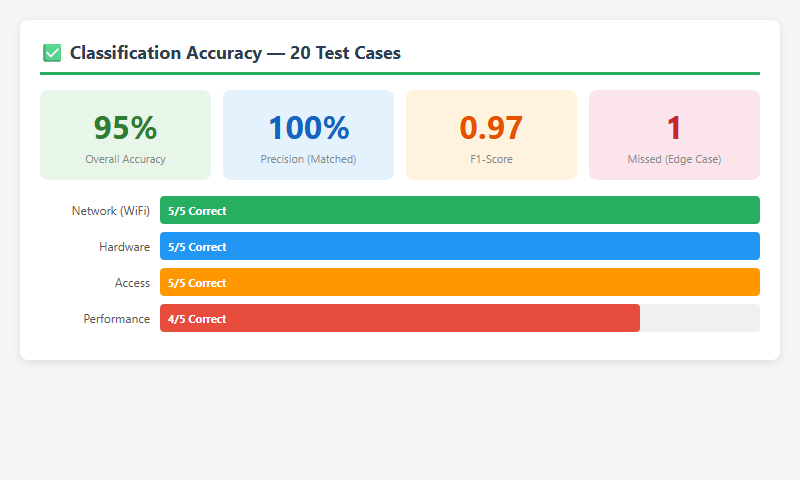 ✅ Classification Accuracy — 20 Test Cases
95%
Overall Accuracy
100%
Precision (Matched)
0.97
F1-Score
1
Missed (Edge Case)
Network (WiFi) 5/5 Correct
Hardware 5/5 Correct
Access 5/5 Correct
Performance 4/5 Correct